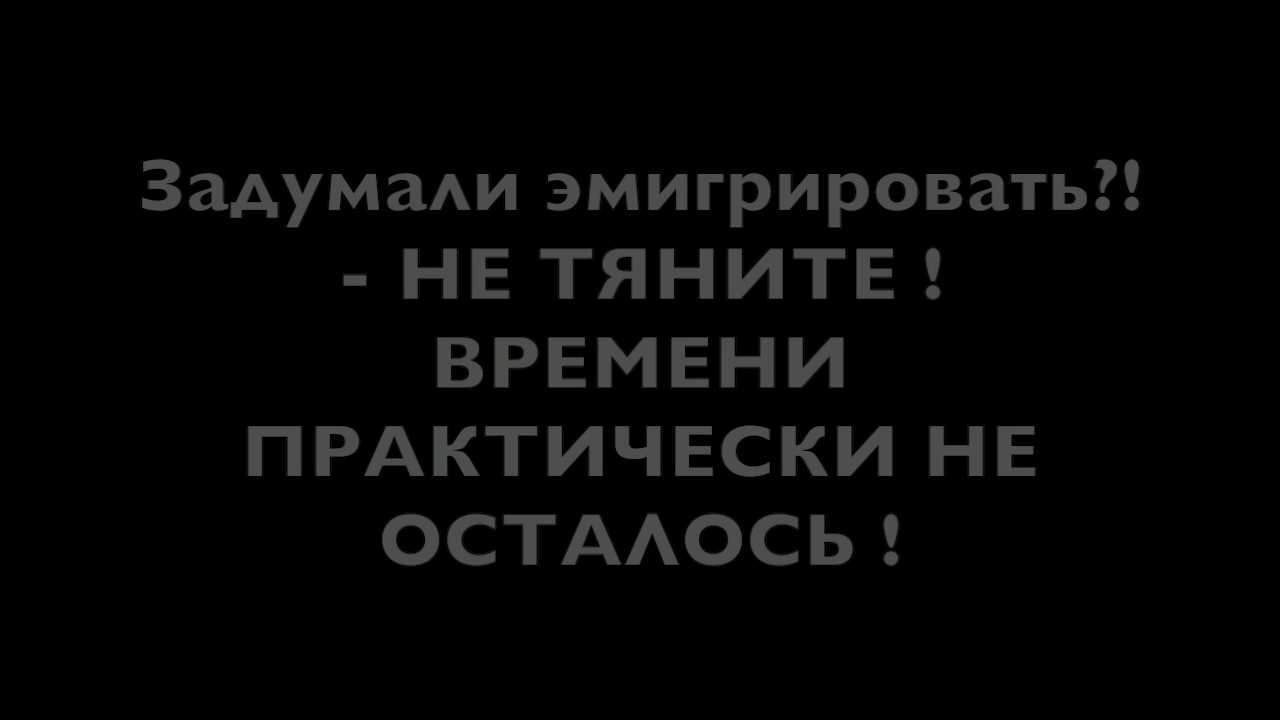 Задумали эмигрировать?!
- НЕ ТЯНИТЕ !
ВРЕМЕНИ
ПРАКТИЧЕСКИ НЕ
ОСТАЛОСЬ !